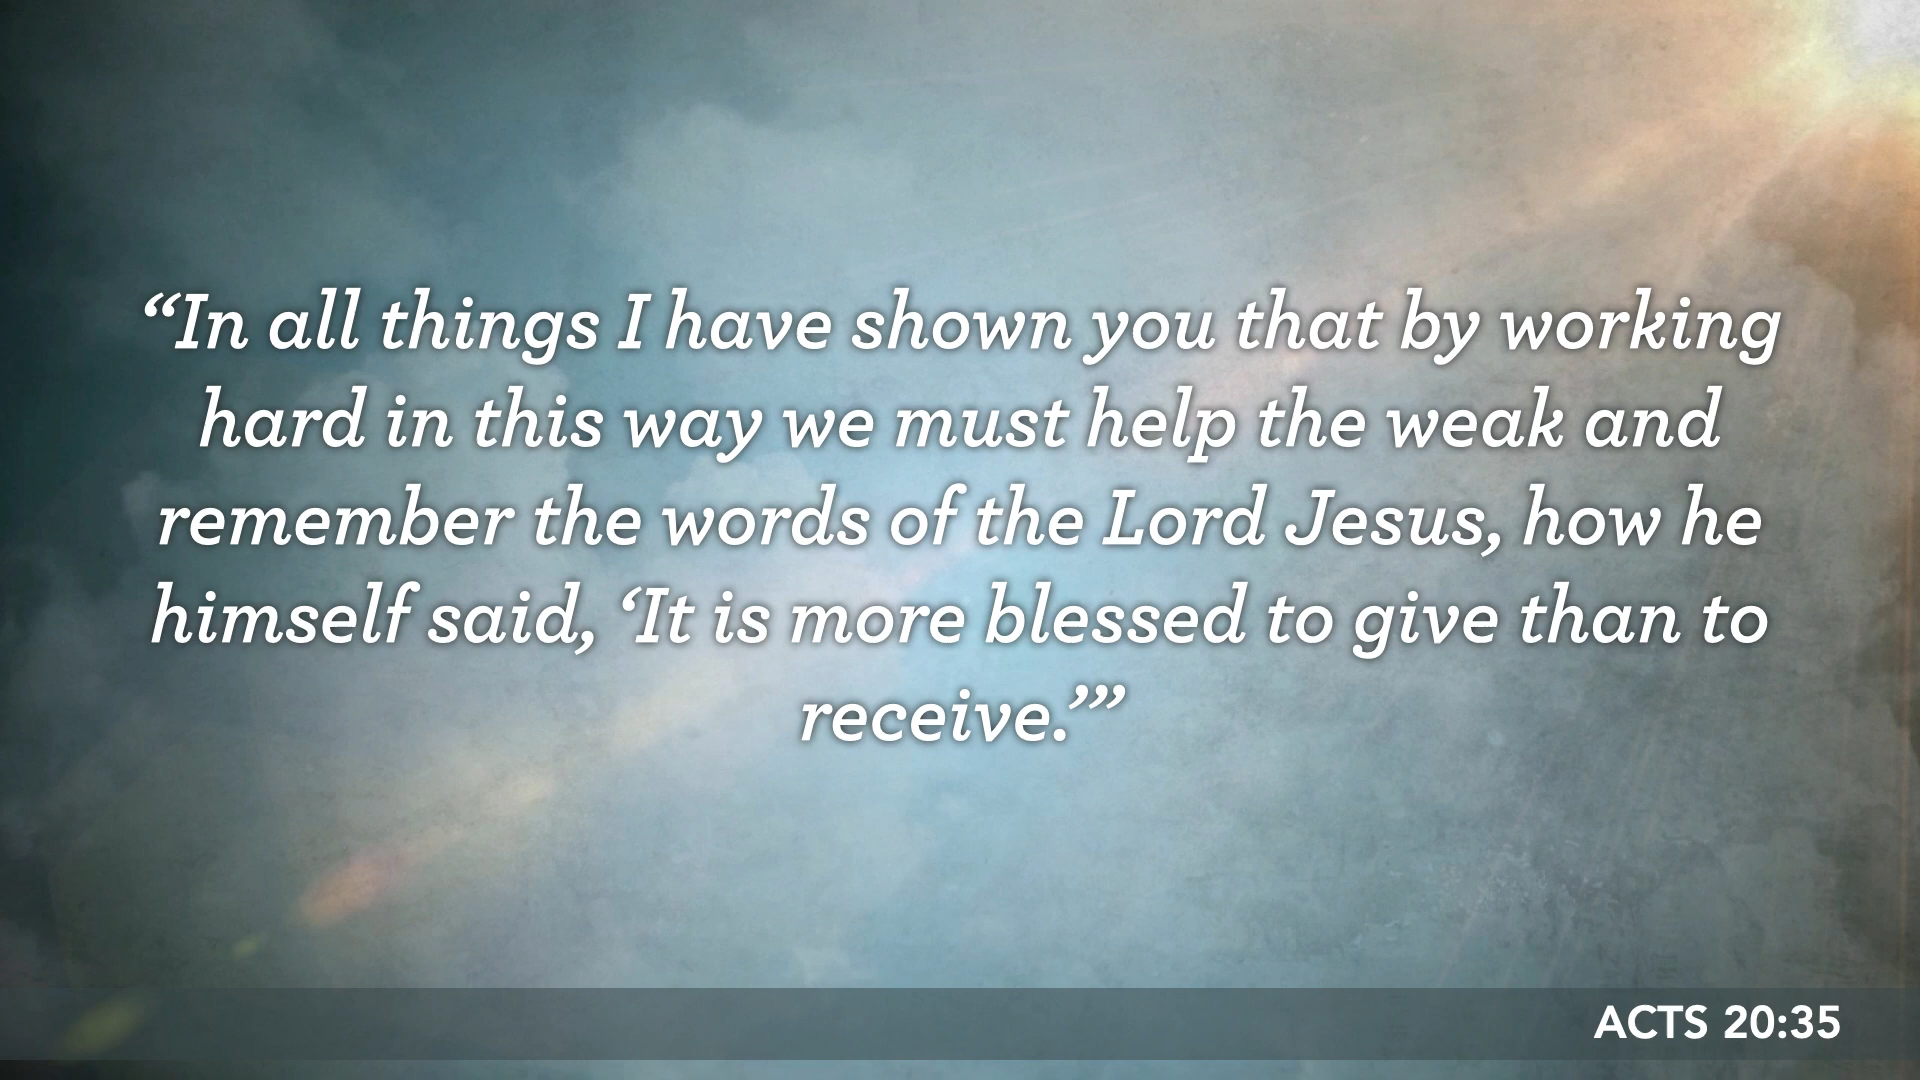 “In all things I have shown you that by working
hard in this way we must help the weak and
remember the words of the Lord Jesus, how he
himself said, ‘It is more blessed to give than to
receive.’”
ACTS 20:35